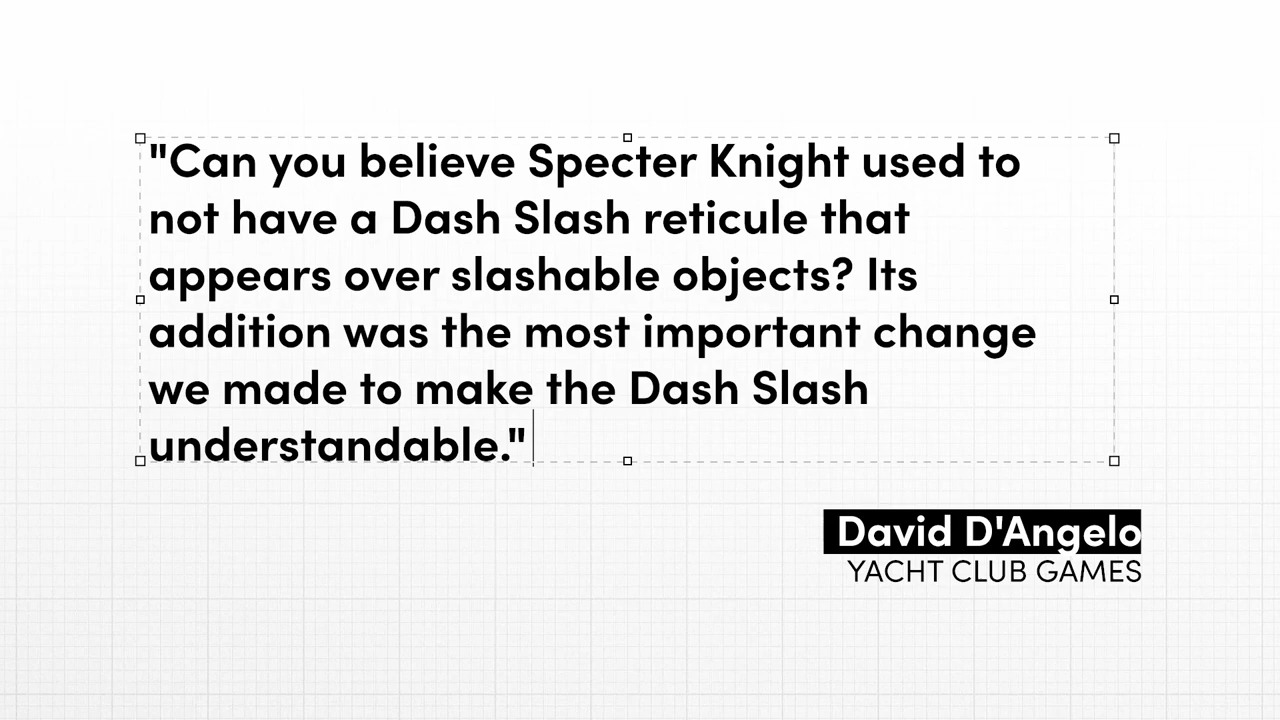 "Can you believe Specter Knight used to
not have a Dash Slash reticule that
appears over slashable objects? Its
addition was the most important change
we made to make the Dash Slash
understandable."
David D'Angelo
YACHT CLUB GAMES